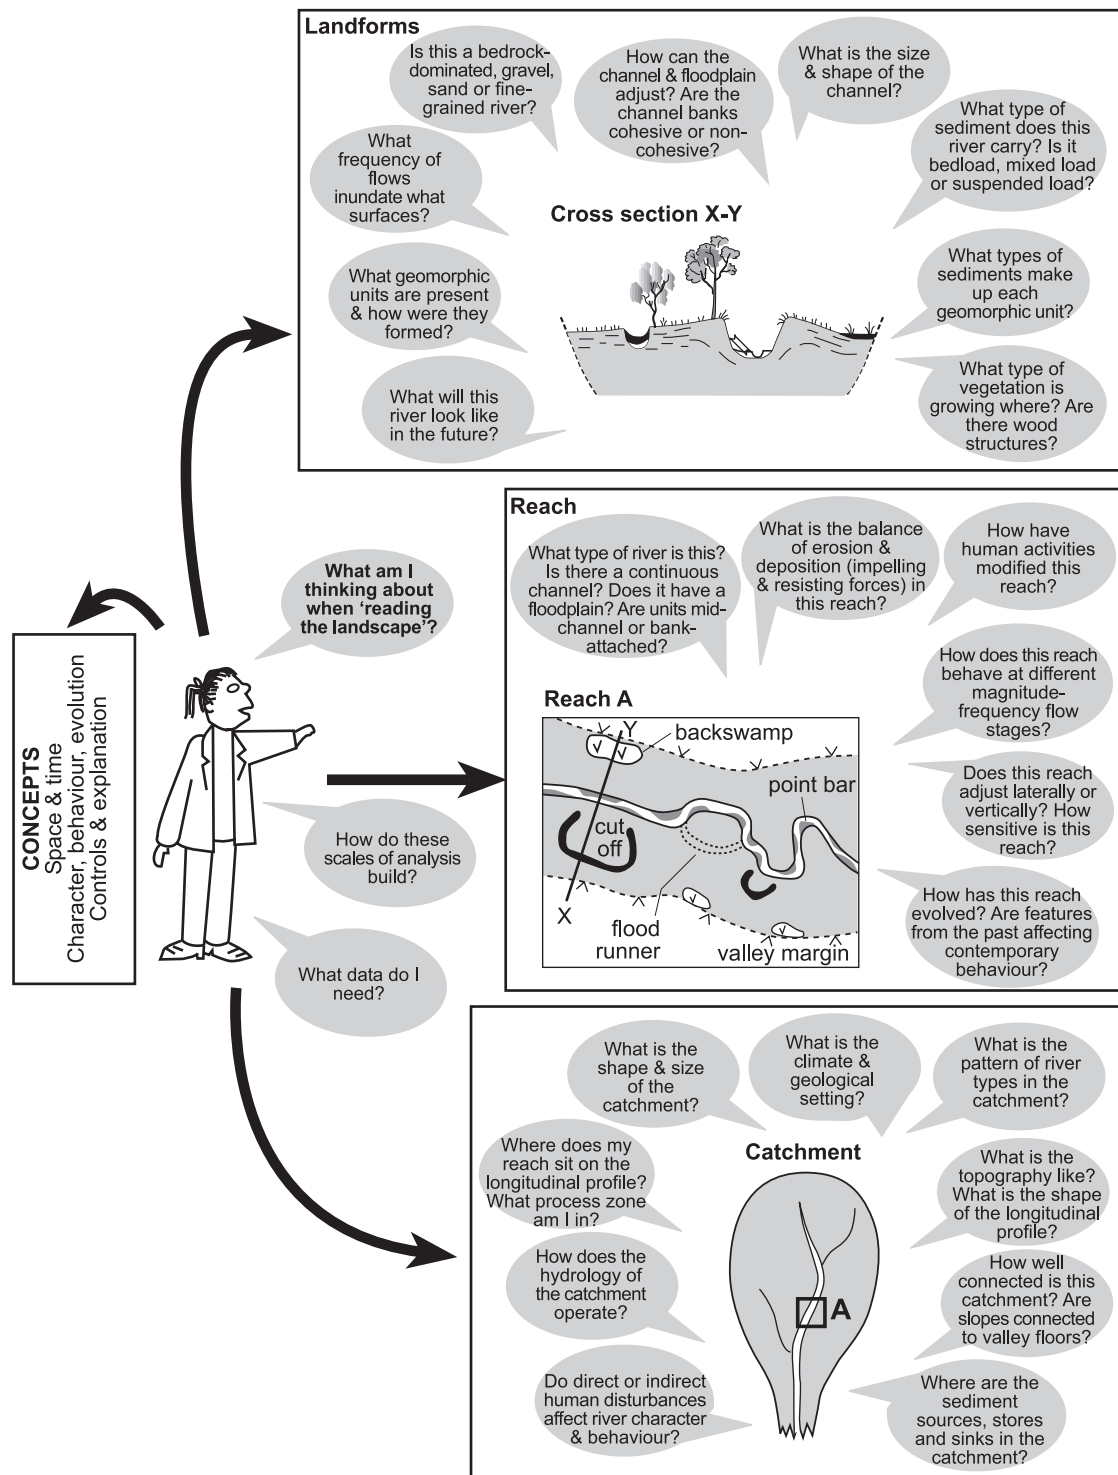 Landforms
Is this a bedrock-
dominated, gravel,
sand or fine-
grained river?
How can the
channel & floodplain
adjust? Are the
channel banks
cohesive or non-
cohesive?
What is the size
& shape of the
channel?
What type of
sediment does this
river carry? Is it
bedload, mixed load
or suspended load?
What
frequency of
flows
inundate what
surfaces?
Cross section X-Y
What geomorphic
units are present
& how were they
formed?
What types of
sediments make
up each
geomorphic unit?
What will this
river look like
in the future?
What type of
vegetation is
growing where? Are
there wood
structures?
What am I
thinking about
when ‘reading
the landscape’?
CONCEPTS
Space & time
Character, behaviour, evolution
Controls & explanation
How do these
scales of analysis
build?
What data do I
need?
Reach
What type of river is this?
Is there a continuous
channel? Does it have a
floodplain? Are units mid-
channel or bank-
attached?
What is the balance
of erosion &
deposition (impelling
& resisting forces) in
this reach?
How have
human activities
modified this
reach?
How does this reach
behave at different
magnitude-
frequency flow
stages?
Does this reach
adjust laterally or
vertically? How
sensitive is this
reach?
How has this reach
evolved? Are features
from the past affecting
contemporary
behaviour?
Reach A
Y
backswamp
point bar
cut
off
X
flood
runner
valley margin
What is the
shape & size
of the
catchment?
What is the
climate &
geological
setting?
What is the
pattern of river
types in the
catchment?
Where does my
reach sit on the
longitudinal profile?
What process zone
am I in?
Catchment
What is the
topography like?
What is the shape
of the longitudinal
profile?
How does the
hydrology of
the catchment
operate?
A
How well
connected is this
catchment? Are
slopes connected
to valley floors?
Do direct or indirect
human disturbances
affect river character
& behaviour?
Where are the
sediment
sources, stores
and sinks in the
catchment?